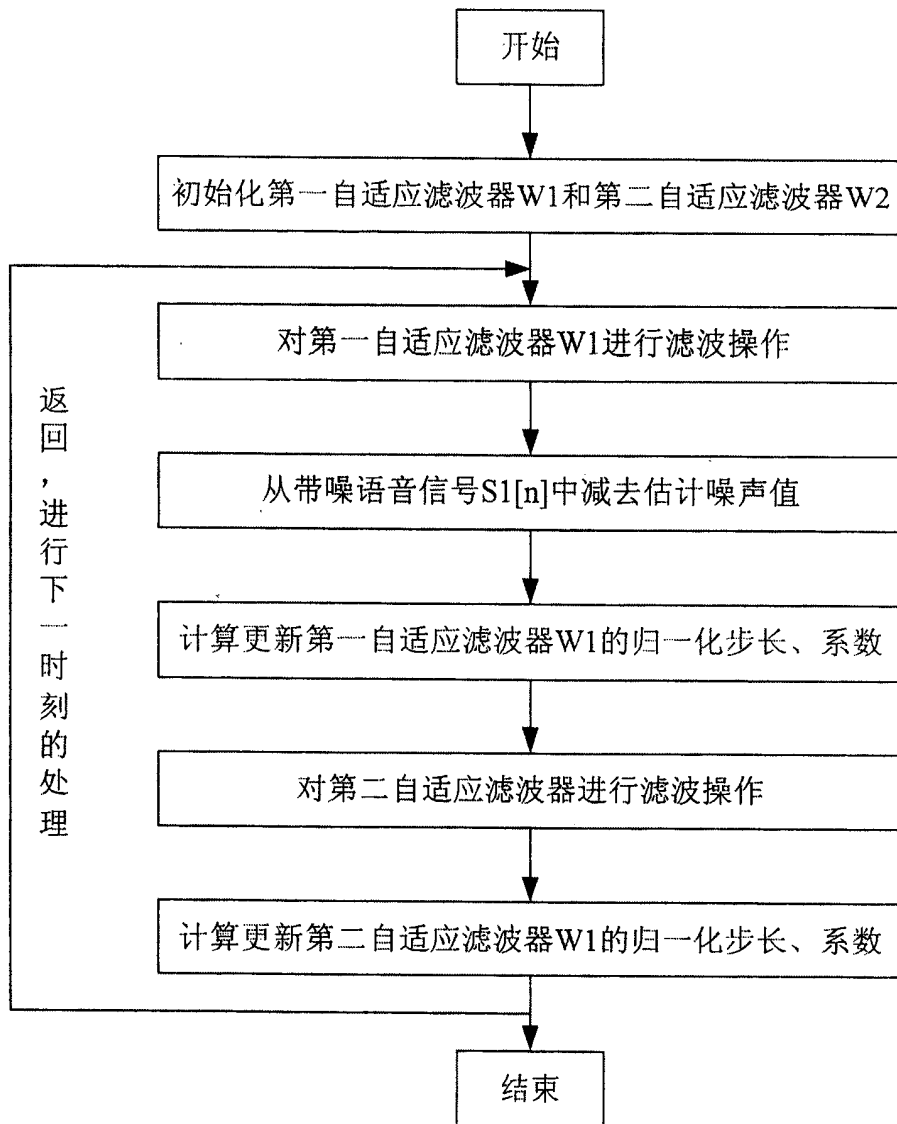 开始
初始化第一自适应滤波器W1和第二自适应滤波器W2
对第一自适应滤波器W1进行滤波操作
从带噪语音信号S1[n]中减去估计噪声值
计算更新第一自适应滤波器W1的归一化步长、系数
对第二自适应滤波器进行滤波操作
计算更新第二自适应滤波器W1的归一化步长、系数
结束
返回，进行下一时刻的处理